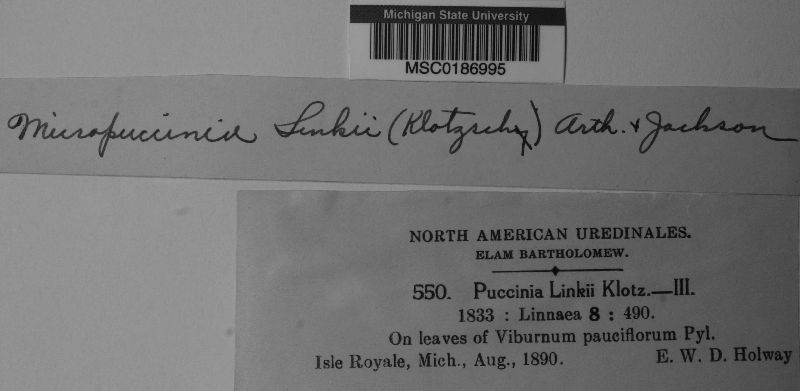 Michigan State University
MSC0186995
Micropuccinia Linkii (Klotzsch) Arth. & Jackson
NORTH AMERICAN UREDINALES.
ELAM BARTHOLOMEW.
550. Puccinia Linkii Klotz.—III.
1833 : Linnaea 8 : 490.
On leaves of Viburnum pauciflorum Pyl.
Isle Royale, Mich., Aug., 1890. E. W. D. Holway